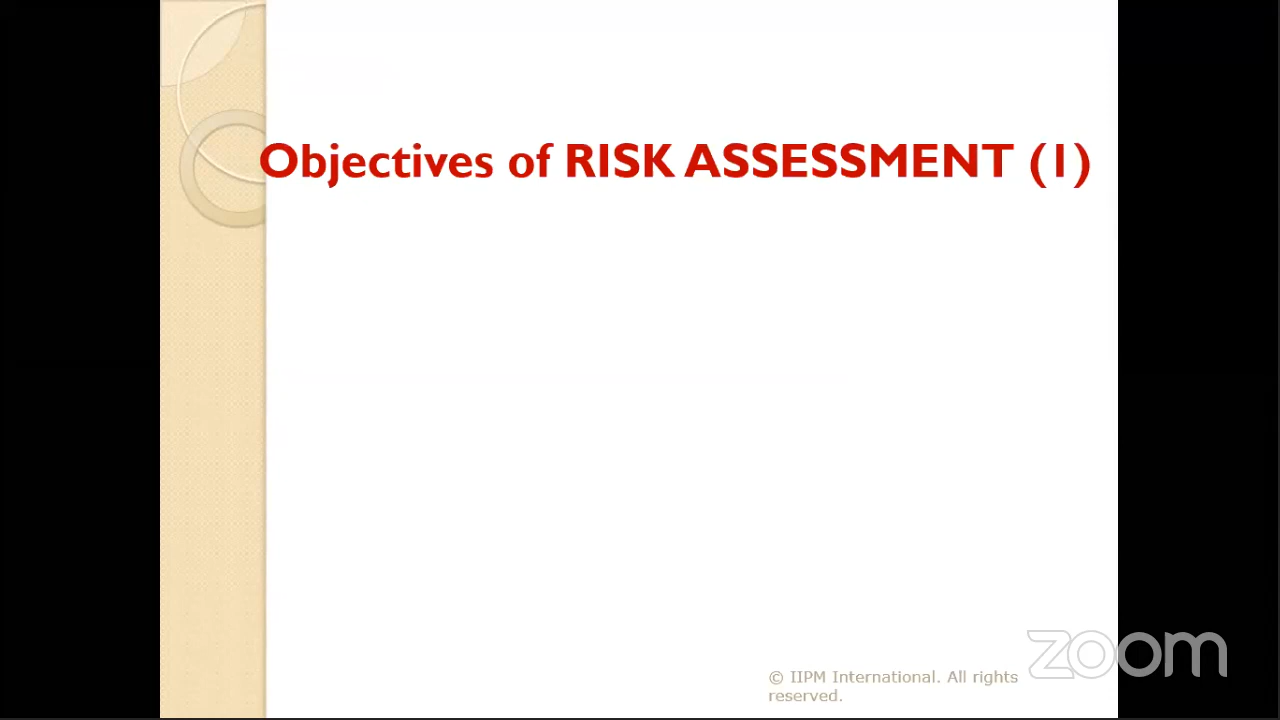 Objectives of RISK ASSESSMENT (1)
zoom
© IIPM International. All rights
reserved.